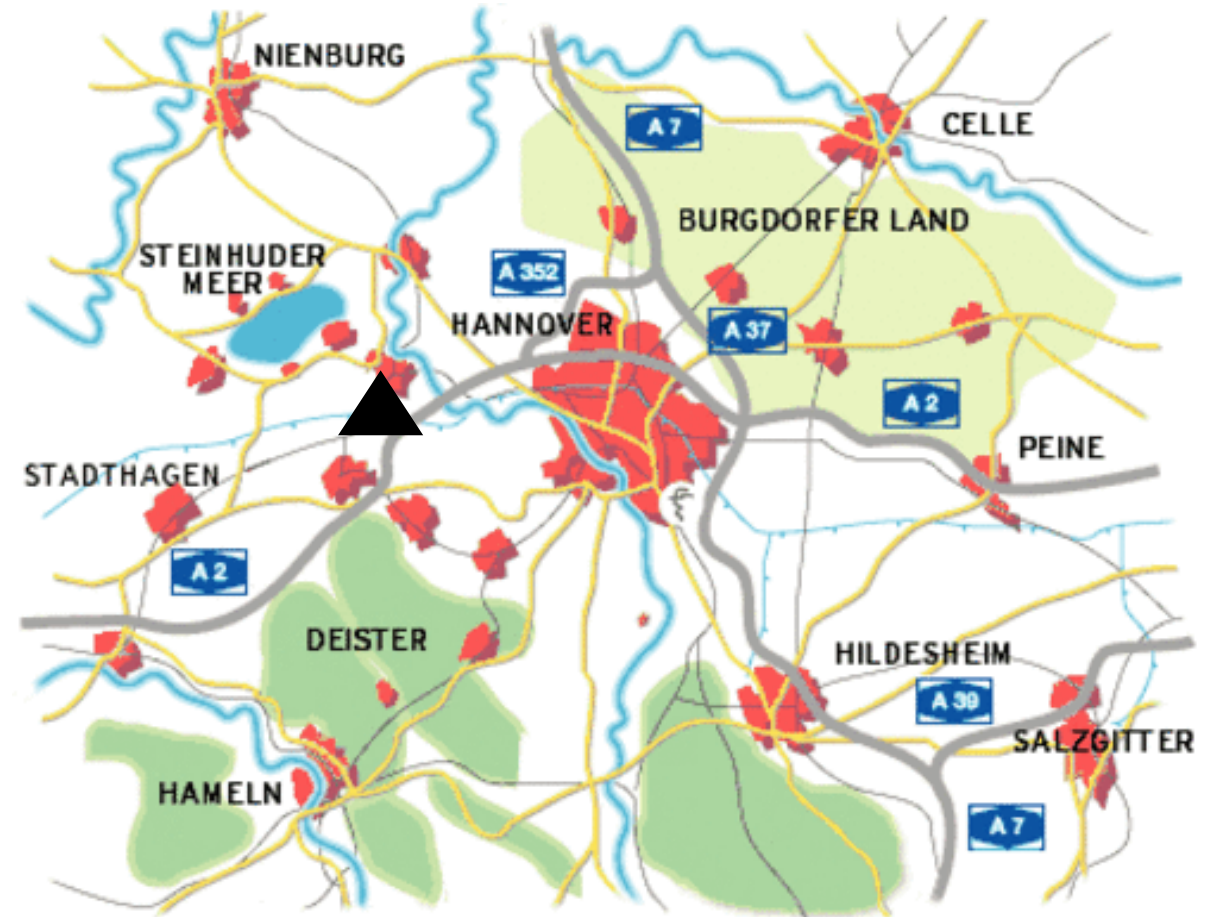 NIENBURG
A 7
CELLE
BURGDORFER LAND
STEINHUDER
MEER
A 352
HANNOVER
A 37
A 2
PEINE
STADTHAGEN
A 2
DEISTER
HILDESHEIM
A 39
SALZGITTER
HAMELN
A 7